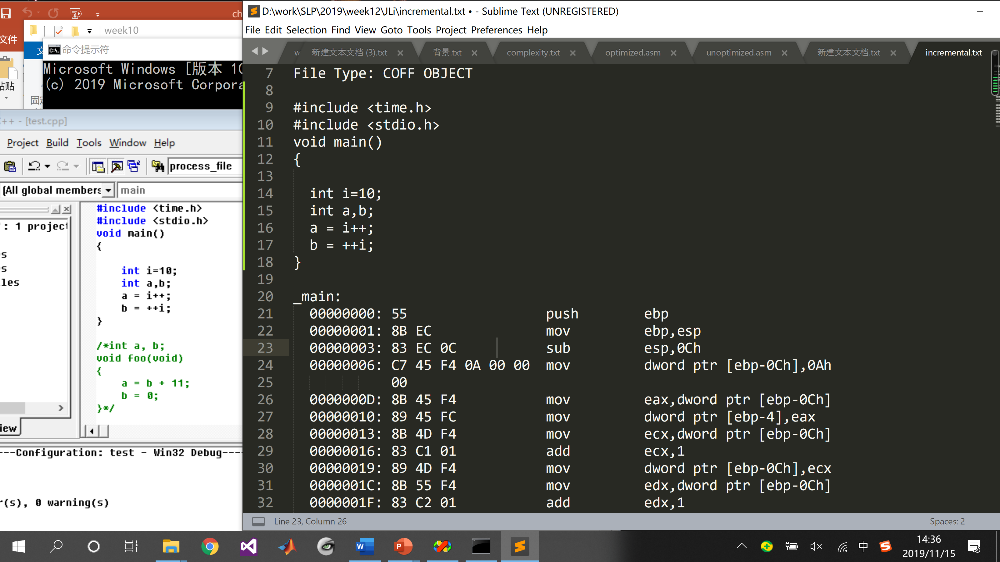 ch
文件
粘贴
week10
文
固定
命令提示符
Microsoft Windows [版本 10
(c) 2019 Microsoft Corpora
++ - [test.cpp]
Project Build Tools Window Help
process_file
(All global members main
: 1 project
iew
#include <time.h>
#include <stdio.h>
void main()
{
int i=10;
int a,b;
a = i++;
b = ++i;
}
/*int a, b;
void foo(void)
{
a = b + 11;
b = 0;
}*/
---Configuration: test - Win32 Debug----
r(s), 0 warning(s)
D:\work\SLP\2019\week12\JLi\incremental.txt • - Sublime Text (UNREGISTERED)
File Edit Selection Find View Goto Tools Project Preferences Help
新建文本文档 (3).txt 背景.txt complexity.txt optimized.asm unoptimized.asm 新建文本文档.txt incremental.txt
7 File Type: COFF OBJECT
8
9 #include <time.h>
10 #include <stdio.h>
11 void main()
12 {
13
14 int i=10;
15 int a,b;
16 a = i++;
17 b = ++i;
18 }
19
20 _main:
21 00000000: 55 push ebp
22 00000001: 8B EC mov ebp,esp
23 00000003: 83 EC 0C sub esp,0Ch
24 00000006: C7 45 F4 0A 00 00 mov dword ptr [ebp-0Ch],0Ah
25 00
26 0000000D: 8B 45 F4 mov eax,dword ptr [ebp-0Ch]
27 00000010: 89 45 FC mov dword ptr [ebp-4],eax
28 00000013: 8B 4D F4 mov ecx,dword ptr [ebp-0Ch]
29 00000016: 83 C1 01 add ecx,1
30 00000019: 89 4D F4 mov dword ptr [ebp-0Ch],ecx
31 0000001C: 8B 55 F4 mov edx,dword ptr [ebp-0Ch]
32 0000001F: 83 C2 01 add edx,1
Line 23, Column 26
Spaces: 2
中
14:36
2019/11/15